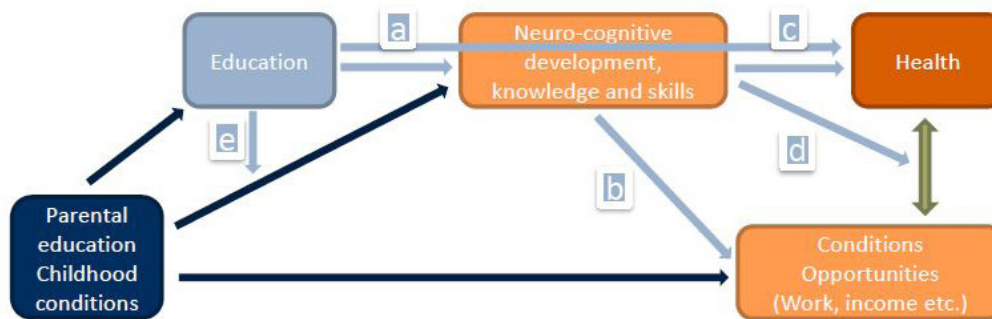 a
c
Education
Neuro-cognitive
development,
knowledge and skills
Health
e
d
b
Parental
education
Childhood
conditions
Conditions
Opportunities
(Work, income etc.)